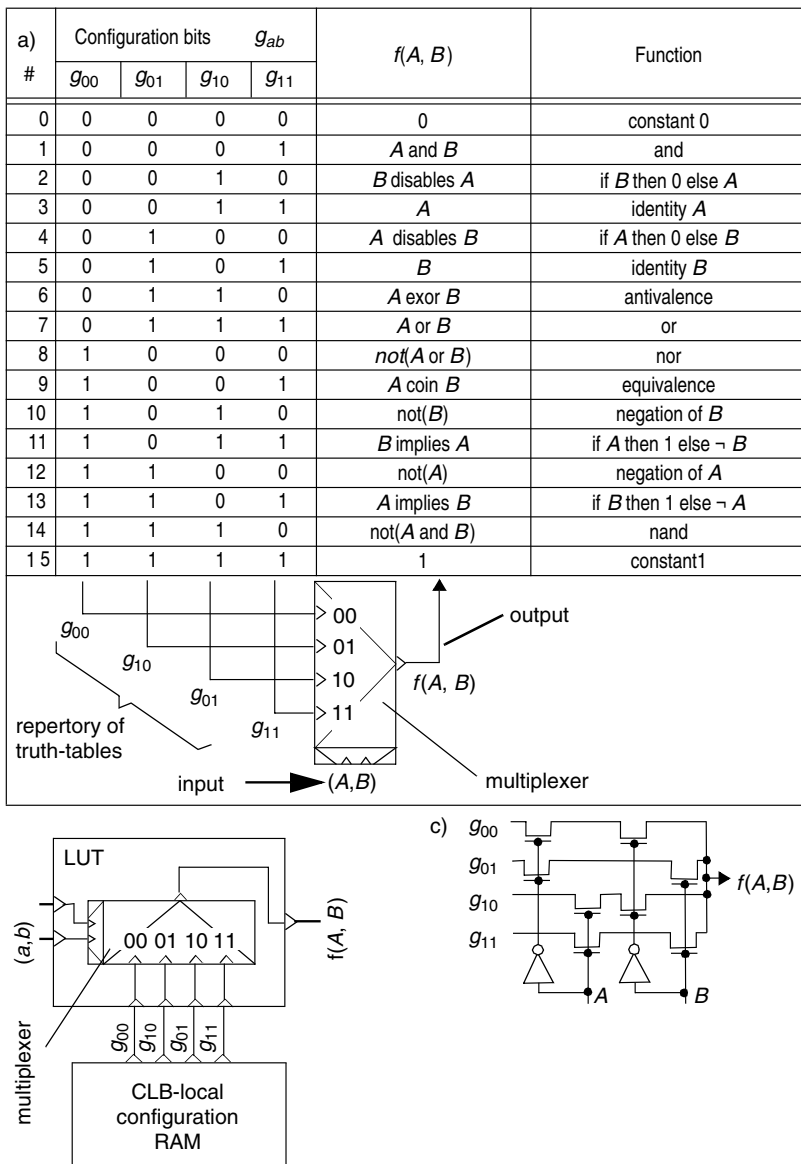 a) Configuration bits g_ab f(A, B) Function
# g00 g01 g10 g11
0 0 0 0 0 0 constant 0
1 0 0 0 1 A and B and
2 0 0 1 0 B disables A if B then 0 else A
3 0 0 1 1 A identity A
4 0 1 0 0 A disables B if A then 0 else B
5 0 1 0 1 B identity B
6 0 1 1 0 A exor B antivalence
7 0 1 1 1 A or B or
8 1 0 0 0 not(A or B) nor
9 1 0 0 1 A coin B equivalence
10 1 0 1 0 not(B) negation of B
11 1 0 1 1 B implies A if A then 1 else ¬ B
12 1 1 0 0 not(A) negation of A
13 1 1 0 1 A implies B if B then 1 else ¬ A
14 1 1 1 0 not(A and B) nand
1 5 1 1 1 1 1 constant1
g00
g10
g01
g11
00
01
10
11
output
f(A, B)
repertory of
truth-tables
input
(A,B)
multiplexer
LUT
(a,b)
00 01 10 11
f(A, B)
multiplexer
g00
g10
g01
g11
CLB-local
configuration
RAM
c)
g00
g01
g10
g11
f(A,B)
A
B